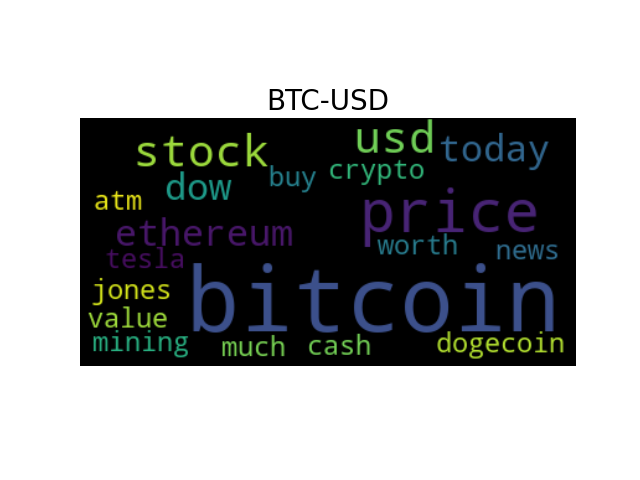 BTC-USD
stock usd today
dow buy crypto
atm price
ethereum worth news
tesla
jones bitcoin
value
mining much cash dogecoin